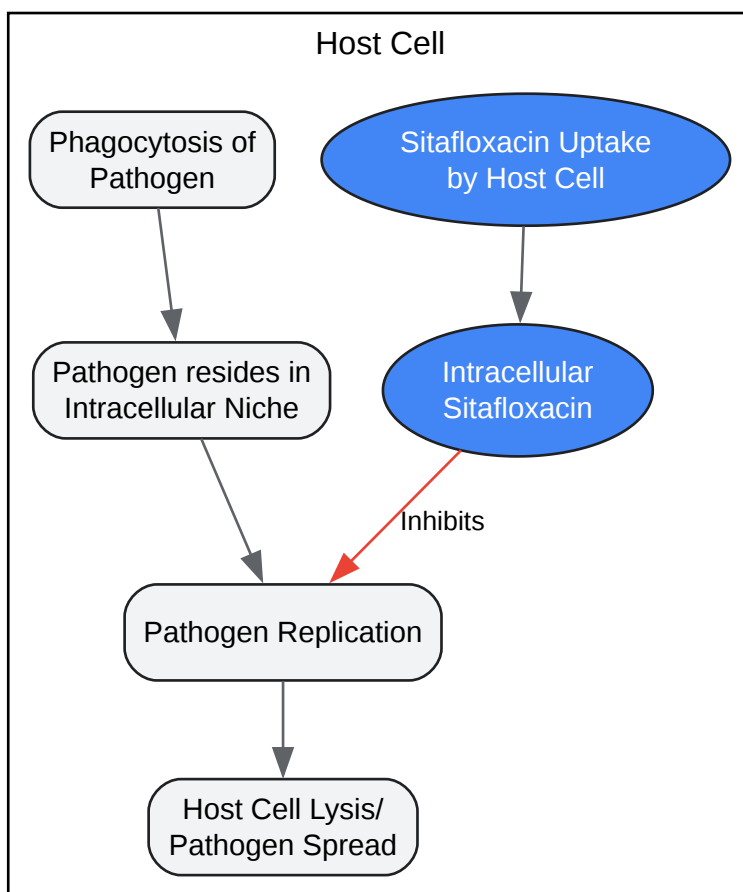 Host Cell
Phagocytosis of
Pathogen
Sitafloxacin Uptake
by Host Cell
Pathogen resides in
Intracellular Niche
Intracellular
Sitafloxacin
Inhibits
Pathogen Replication
Host Cell Lysis/
Pathogen Spread